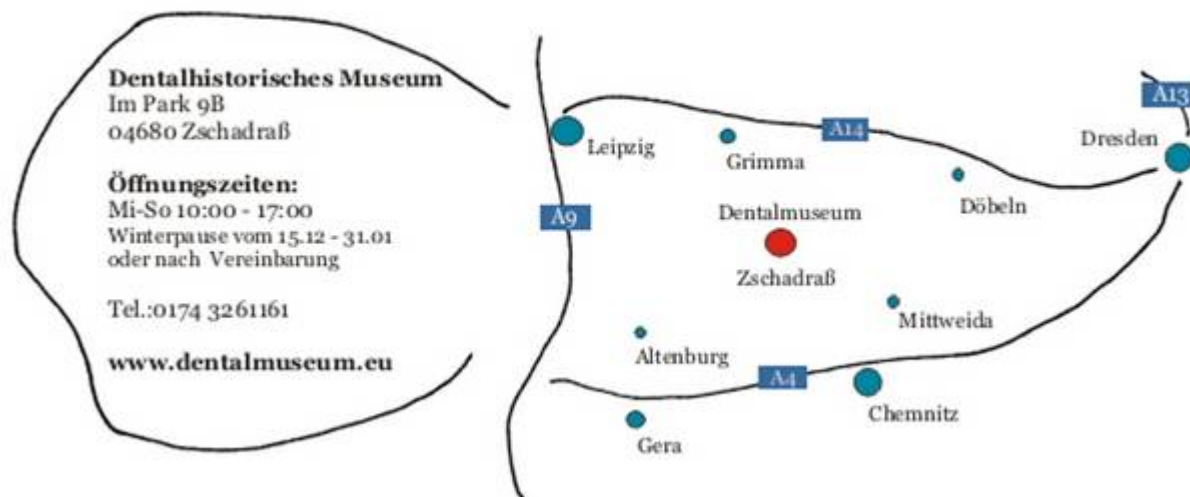 Dentalhistorisches Museum
Im Park 9B
04680 Zschadraß
Öffnungszeiten:
Mi-So 10:00 - 17:00
Winterpause vom 15.12 - 31.01
oder nach Vereinbarung
Tel.:0174 3261161
www.dentalmuseum.eu
A13
Dresden
A14
Leipzig
Grimma
Döbeln
A9
Dentalmuseum
Zschadraß
Mittweida
Altenburg
A4
Chemnitz
Gera